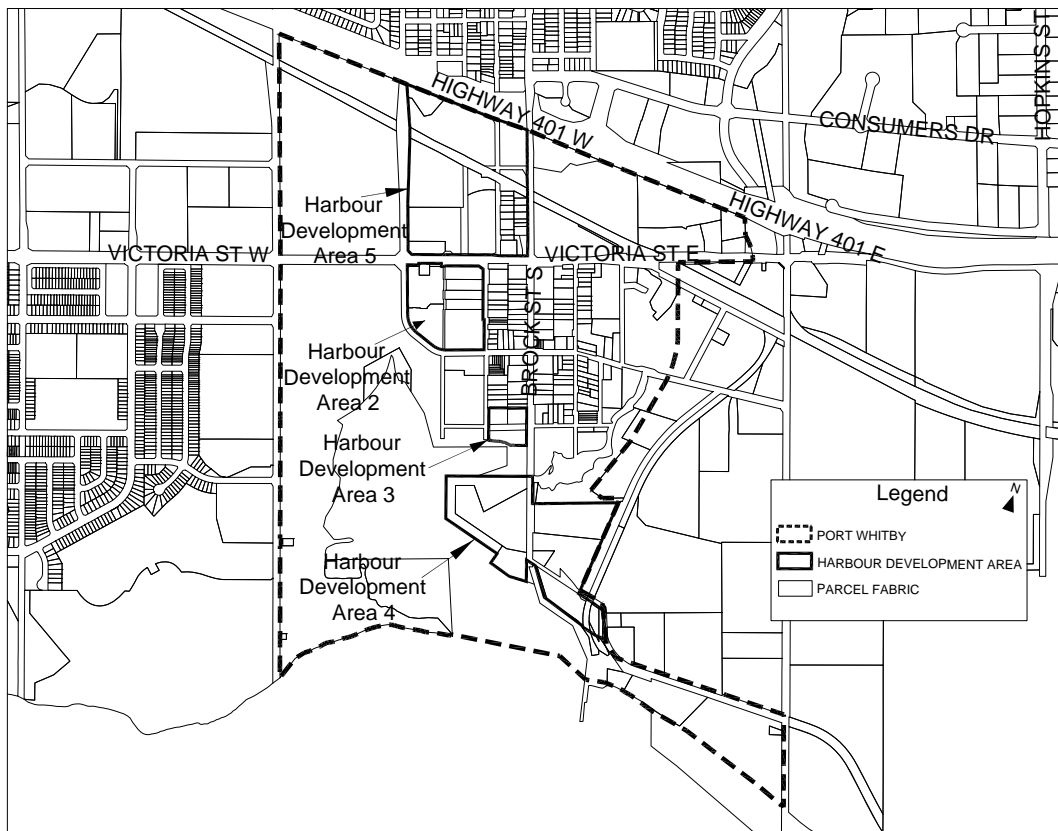 HOPKINS ST
HIGHWAY 401 W
CONSUMERS DR
Harbour
Development
Area 5
HIGHWAY 401 E
VICTORIA ST W
VICTORIA ST E
BROCK ST S
Harbour
Development
Area 2
Harbour
Development
Area 3
Harbour
Development
Area 4
Legend
N
PORT WHITBY
HARBOUR DEVELOPMENT AREA
PARCEL FABRIC